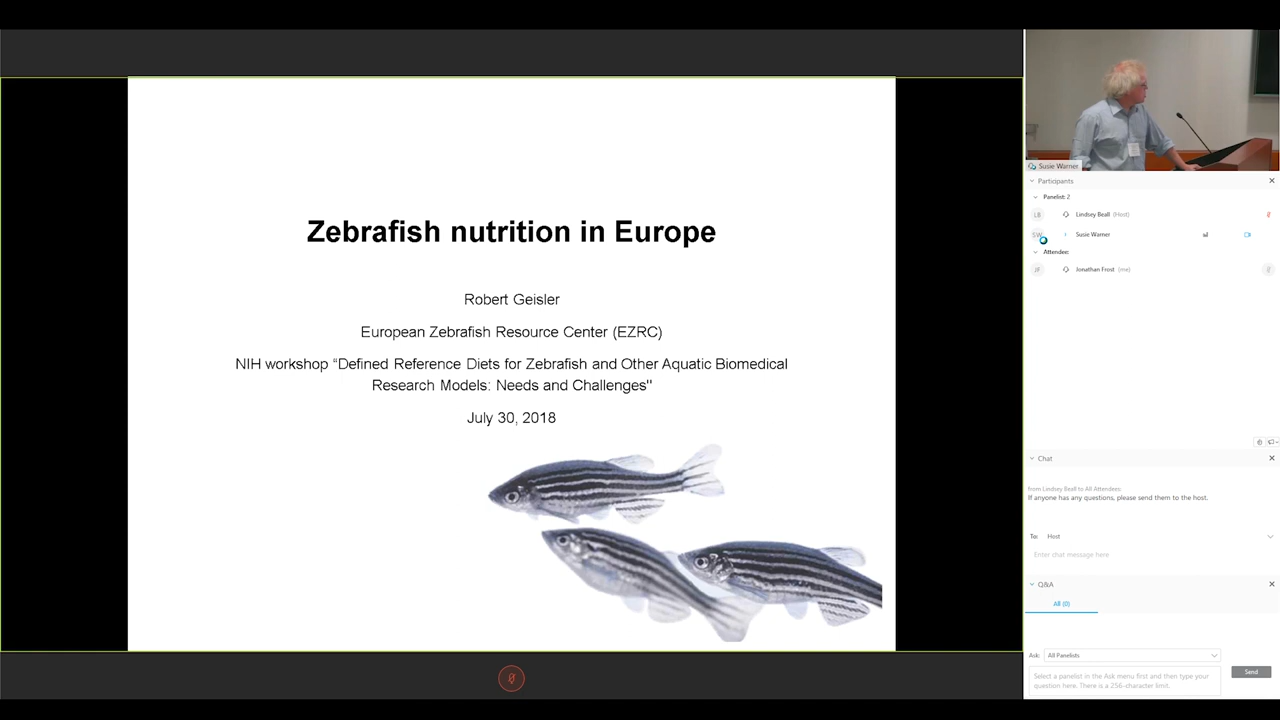 Zebrafish nutrition in Europe
Robert Geisler
European Zebrafish Resource Center (EZRC)
NIH workshop “Defined Reference Diets for Zebrafish and Other Aquatic Biomedical
Research Models: Needs and Challenges"
July 30, 2018
Susie Warner
Participants
Panelist: 2
LB Lindsey Beall (Host)
SW Susie Warner
Attendee:
JF Jonathan Frost (me)
Chat
from Lindsey Beall to All Attendees:
If anyone has any questions, please send them to the host.
To: Host
Enter chat message here
Q&A
All (0)
Ask: All Panelists
Select a panelist in the Ask menu first and then type your
question here. There is a 256-character limit.
Send